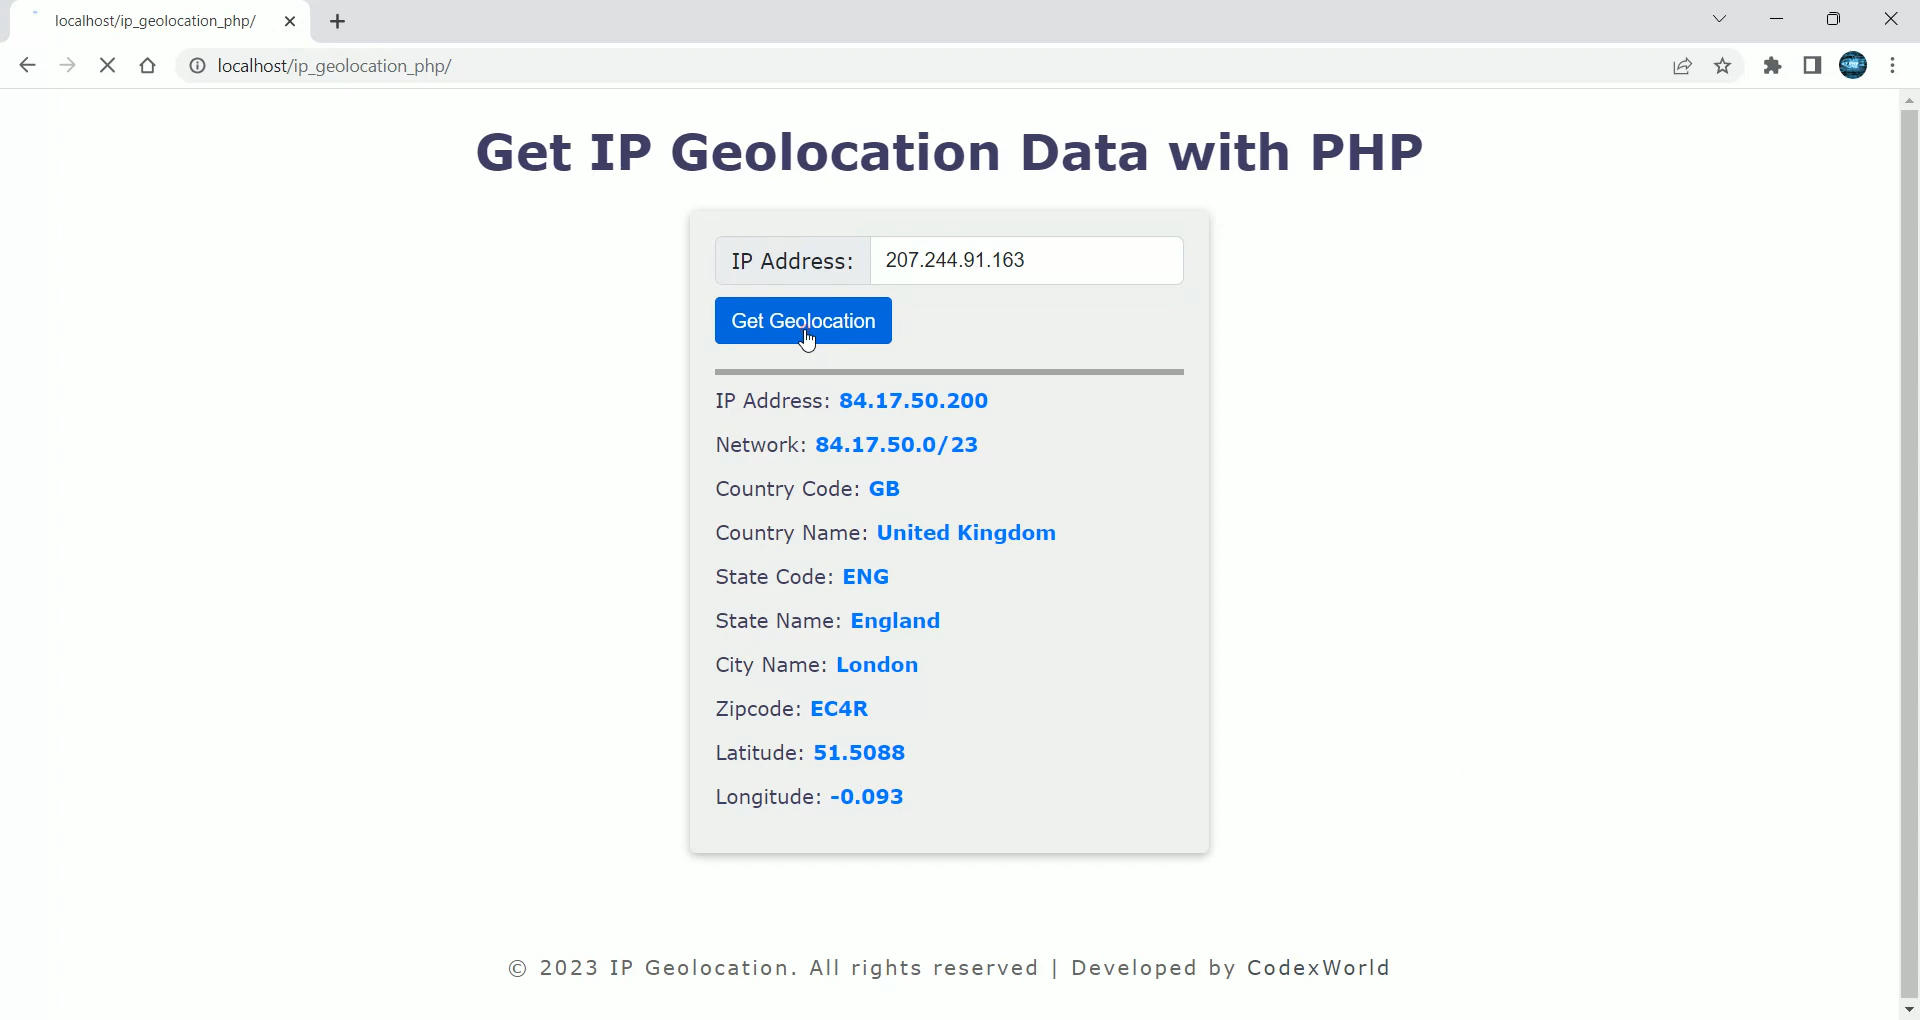 localhost/ip_geolocation_php/
localhost/ip_geolocation_php/
Get IP Geolocation Data with PHP
IP Address: 207.244.91.163
Get Geolocation
IP Address: 84.17.50.200
Network: 84.17.50.0/23
Country Code: GB
Country Name: United Kingdom
State Code: ENG
State Name: England
City Name: London
Zipcode: EC4R
Latitude: 51.5088
Longitude: -0.093
© 2023 IP Geolocation. All rights reserved | Developed by CodexWorld